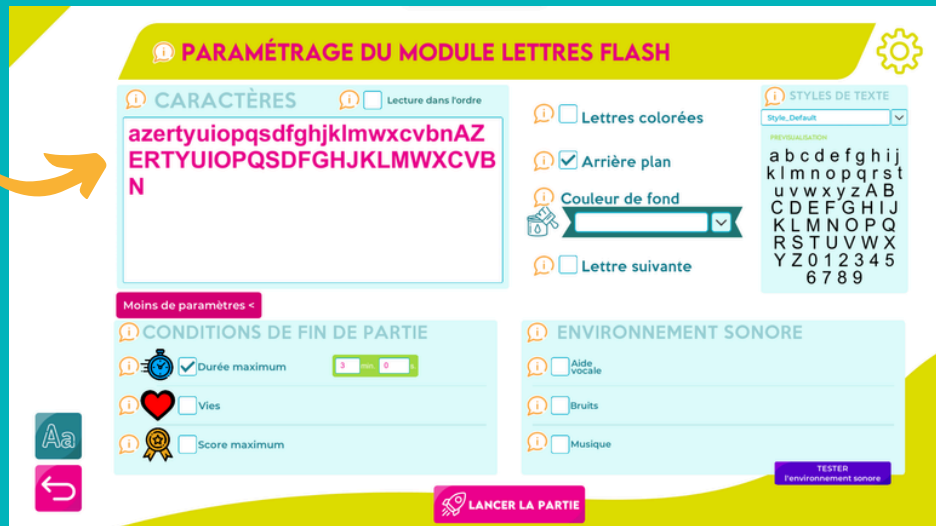 PARAMÉTRAGE DU MODULE LETTRES FLASH
CARACTÈRES
Lecture dans l'ordre
azertyuiopqsdfghjklmwxcvbnAZ
ERTYUIOPQSDFGHJKLMWXCVB
N
Lettres colorées
Arrière plan
Couleur de fond
Lettre suivante
STYLES DE TEXTE
Style_Default
PREVISUALISATION
a b c d e f g h i j
k l m n o p q r s t
u v w x y z A B
C D E F G H I J
K L M N O P Q
R S T U V W X
Y Z 0 1 2 3 4 5
6 7 8 9
Moins de paramètres <
CONDITIONS DE FIN DE PARTIE
Durée maximum
3 min. 0 s.
Vies
Score maximum
ENVIRONNEMENT SONORE
Aide
vocale
Bruits
Musique
TESTER
l'environnement sonore
Aa
LANCER LA PARTIE